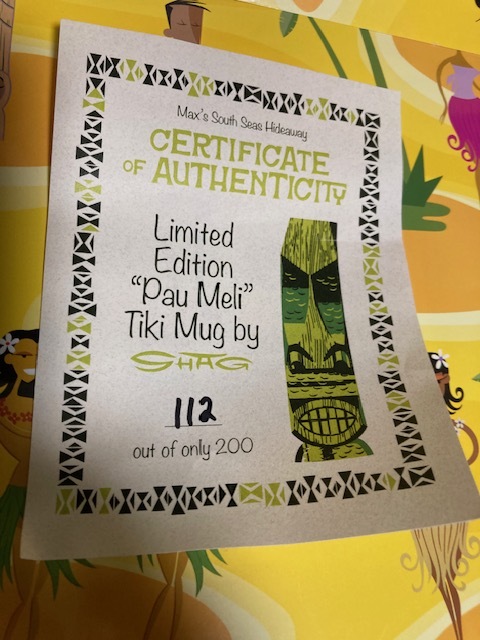 Max's South Seas Hideaway
CERTIFICATE
OF AUTHENTICITY
Limited
Edition
"Pau Meli"
Tiki Mug by
SHAG
112
out of only 200